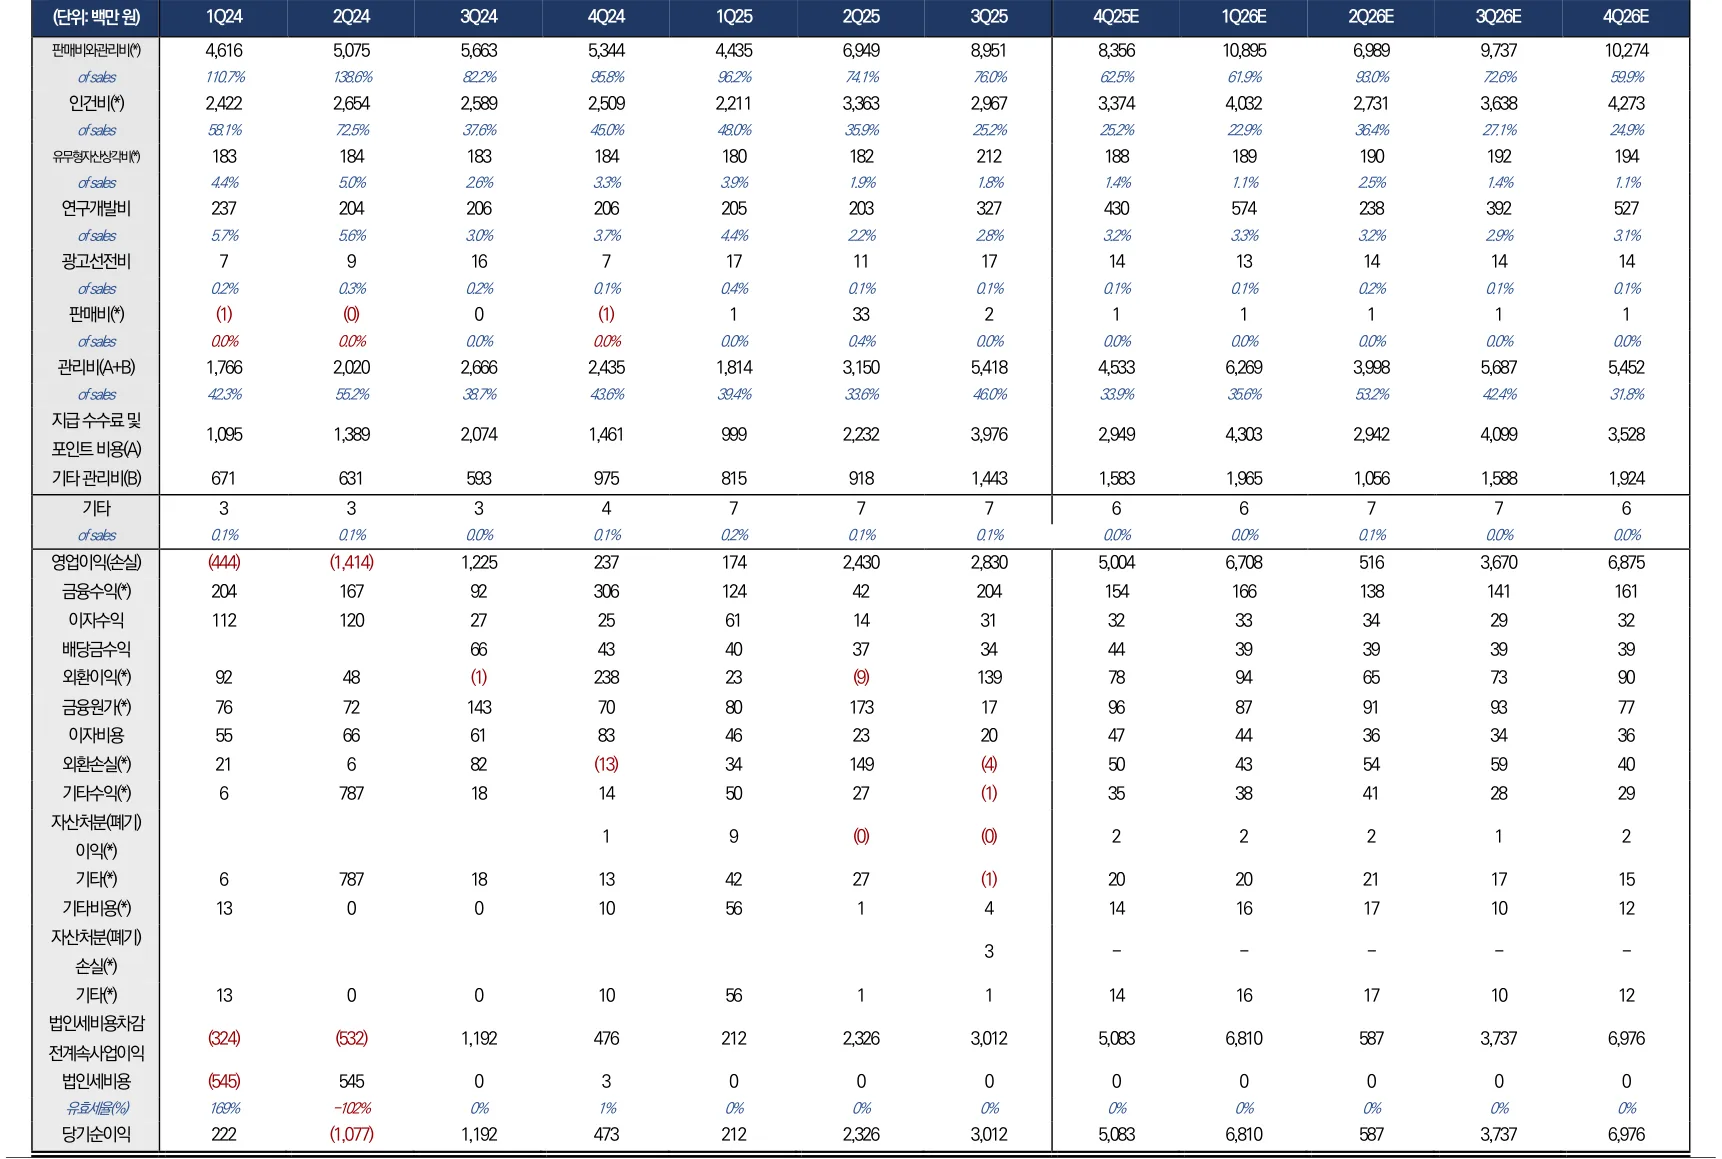 (단위: 백만 원) 1Q24 2Q24 3Q24 4Q24 1Q25 2Q25 3Q25 4Q25E 1Q26E 2Q26E 3Q26E 4Q26E
판매비와관리비(*) 4,616 5,075 5,663 5,344 4,435 6,949 8,951 8,356 10,895 6,989 9,737 10,274
of sales 110.7% 138.6% 82.2% 95.8% 96.2% 74.1% 76.0% 62.5% 61.9% 93.0% 72.6% 59.9%
인건비(*) 2,422 2,654 2,589 2,509 2,211 3,363 2,967 3,374 4,032 2,731 3,638 4,273
of sales 58.1% 72.5% 37.6% 45.0% 48.0% 35.9% 25.2% 25.2% 22.9% 36.4% 27.1% 24.9%
유무형자산상각비(*) 183 184 183 184 180 182 212 188 189 190 192 194
of sales 4.4% 5.0% 2.6% 3.3% 3.9% 1.9% 1.8% 1.4% 1.1% 2.5% 1.4% 1.1%
연구개발비 237 204 206 206 205 203 327 430 574 238 392 527
of sales 5.7% 5.6% 3.0% 3.7% 4.4% 2.2% 2.8% 3.2% 3.3% 3.2% 2.9% 3.1%
광고선전비 7 9 16 7 17 11 17 14 13 14 14 14
of sales 0.2% 0.3% 0.2% 0.1% 0.4% 0.1% 0.1% 0.1% 0.1% 0.2% 0.1% 0.1%
판매비(*) (1) (0) 0 (1) 1 33 2 1 1 1 1 1
of sales 0.0% 0.0% 0.0% 0.0% 0.0% 0.4% 0.0% 0.0% 0.0% 0.0% 0.0% 0.0%
관리비(A+B) 1,766 2,020 2,666 2,435 1,814 3,150 5,418 4,533 6,269 3,998 5,687 5,452
of sales 42.3% 55.2% 38.7% 43.6% 39.4% 33.6% 46.0% 33.9% 35.6% 53.2% 42.4% 31.8%
지급 수수료 및
포인트 비용(A) 1,095 1,389 2,074 1,461 999 2,232 3,976 2,949 4,303 2,942 4,099 3,528
기타 관리비(B) 671 631 593 975 815 918 1,443 1,583 1,965 1,056 1,588 1,924
기타 3 3 3 4 7 7 7 6 6 7 7 6
of sales 0.1% 0.1% 0.0% 0.1% 0.2% 0.1% 0.1% 0.0% 0.0% 0.1% 0.0% 0.0%
영업이익(손실) (444) (1,414) 1,225 237 174 2,430 2,830 5,004 6,708 516 3,670 6,875
금융수익(*) 204 167 92 306 124 42 204 154 166 138 141 161
이자수익 112 120 27 25 61 14 31 32 33 34 29 32
배당금수익 66 43 40 37 34 44 39 39 39 39
외환이익(*) 92 48 (1) 238 23 (9) 139 78 94 65 73 90
금융원가(*) 76 72 143 70 80 173 17 96 87 91 93 77
이자비용 55 66 61 83 46 23 20 47 44 36 34 36
외환손실(*) 21 6 82 (13) 34 149 (4) 50 43 54 59 40
기타수익(*) 6 787 18 14 50 27 (1) 35 38 41 28 29
자산처분(폐기)
이익(*) 1 9 (0) (0) 2 2 2 1 2
기타(*) 6 787 18 13 42 27 (1) 20 20 21 17 15
기타비용(*) 13 0 0 10 56 1 4 14 16 17 10 12
자산처분(폐기)
손실(*) 3 - - - - -
기타(*) 13 0 0 10 56 1 1 14 16 17 10 12
법인세비용차감
전계속사업이익 (324) (532) 1,192 476 212 2,326 3,012 5,083 6,810 587 3,737 6,976
법인세비용 (545) 545 0 3 0 0 0 0 0 0 0 0
유효세율(%) 169% -102% 0% 1% 0% 0% 0% 0% 0% 0% 0% 0%
당기순이익 222 (1,077) 1,192 473 212 2,326 3,012 5,083 6,810 587 3,737 6,976